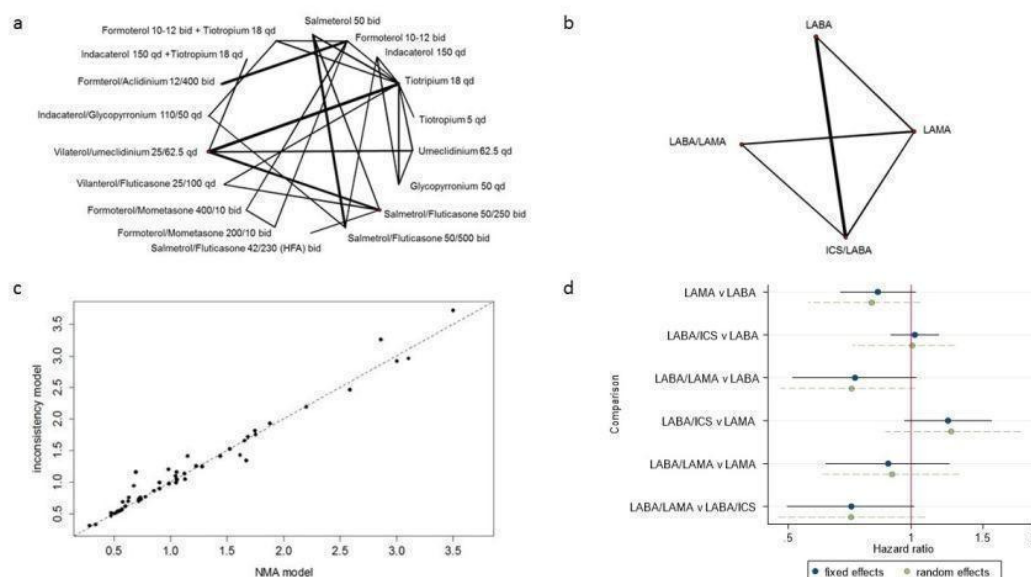 a
Salmeterol 50 bid
Formoterol 10-12 bid + Tiotropium 18 qd
Formoterol 10-12 bid
Indacaterol 150 qd +Tiotropium 18 qd
Indacaterol 150 qd
Formterol/Aclidinium 12/400 bid
Tiotripium 18 qd
Indacaterol/Glycopyrronium 110/50 qd
Tiotropium 5 qd
Vilaterol/umeclidinium 25/62.5 qd
Umeclidinium 62.5 qd
Vilanterol/Fluticasone 25/100 qd
Glycopyrronium 50 qd
Formoterol/Mometasone 400/10 bid
Salmetrol/Fluticasone 50/250 bid
Formoterol/Mometasone 200/10 bid
Salmetrol/Fluticasone 50/500 bid
Salmetrol/Fluticasone 42/230 (HFA) bid
b
LABA
LAMA
LABA/LAMA
ICS/LABA
c
inconsistency model
3.5
3.0
2.5
2.0
1.5
1.0
0.5
0.5 1.0 1.5 2.0 2.5 3.0 3.5
NMA model
d
Comparison
LAMA v LABA
LABA/ICS v LABA
LABA/LAMA v LABA
LABA/ICS v LAMA
LABA/LAMA v LAMA
LABA/LAMA v LABA/ICS
.5 1 1.5
Hazard ratio
fixed effects random effects